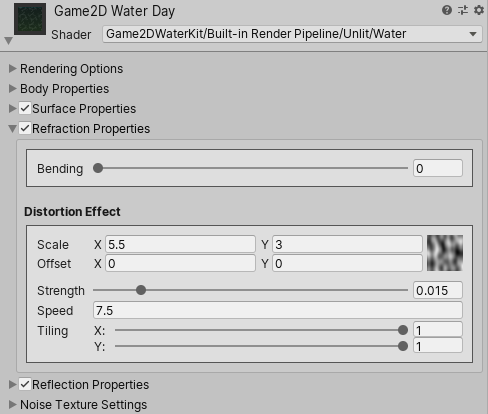 Game2D Water Day
Shader Game2DWaterKit/Built-in Render Pipeline/Unlit/Water
Rendering Options
Body Properties
Surface Properties
Refraction Properties
Bending 0
Distortion Effect
Scale X 5.5 Y 3
Offset X 0 Y 0
Strength 0.015
Speed 7.5
Tiling X: 1
Y: 1
Reflection Properties
Noise Texture Settings